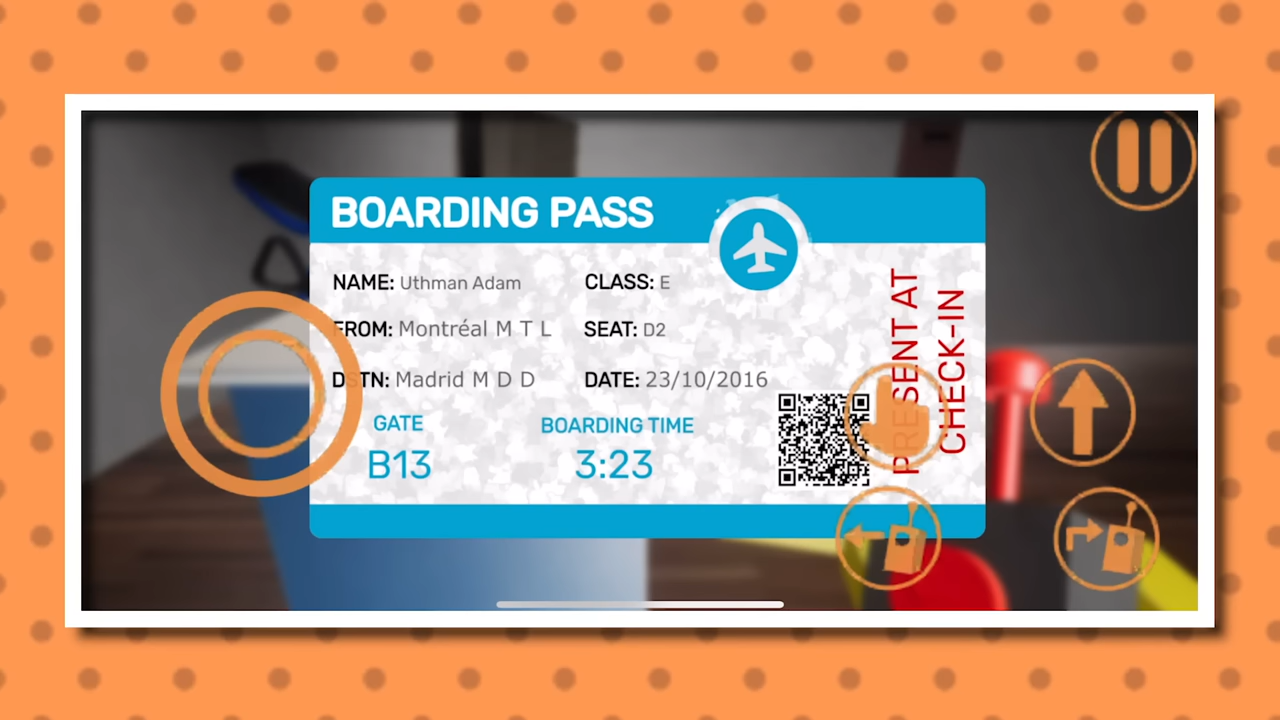 BOARDING PASS
NAME: Uthman Adam
CLASS: E
FROM: Montréal M T L
SEAT: D2
DSTN: Madrid M D D
DATE: 23/10/2016
GATE
BOARDING TIME
B13
3:23
PRESENT AT
CHECK-IN